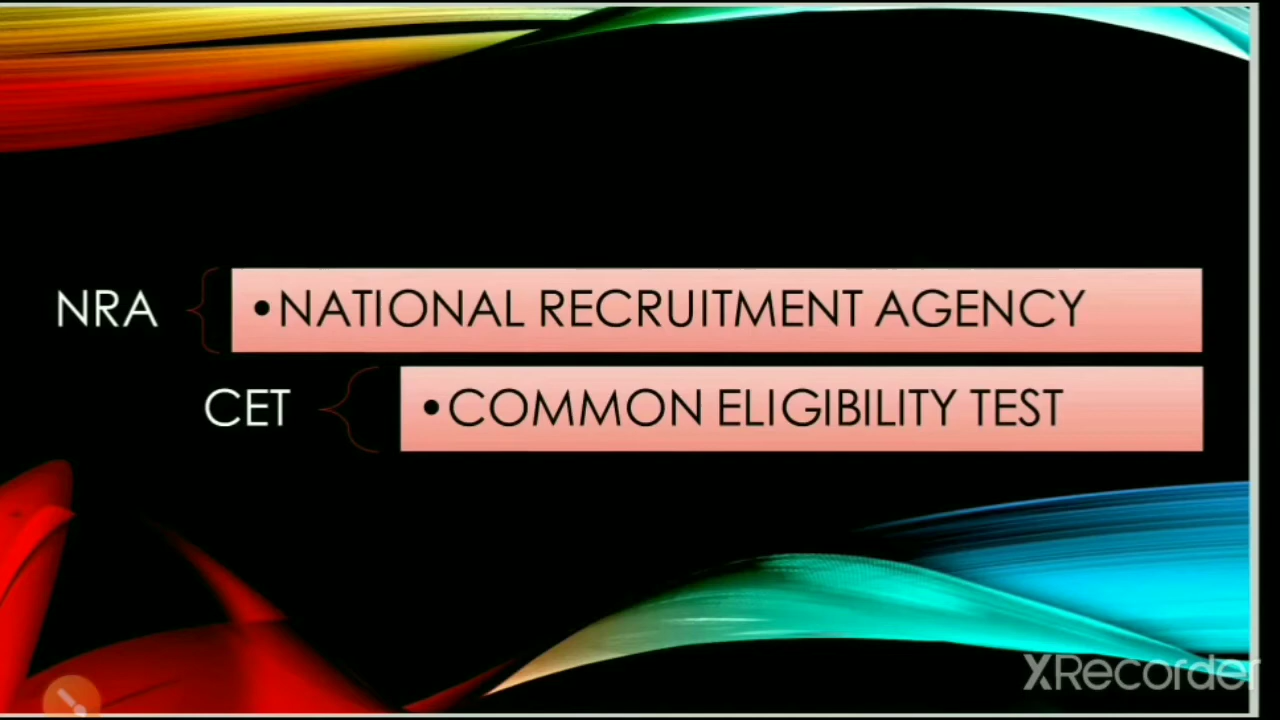 NRA •NATIONAL RECRUITMENT AGENCY
CET •COMMON ELIGIBILITY TEST
XRecorder